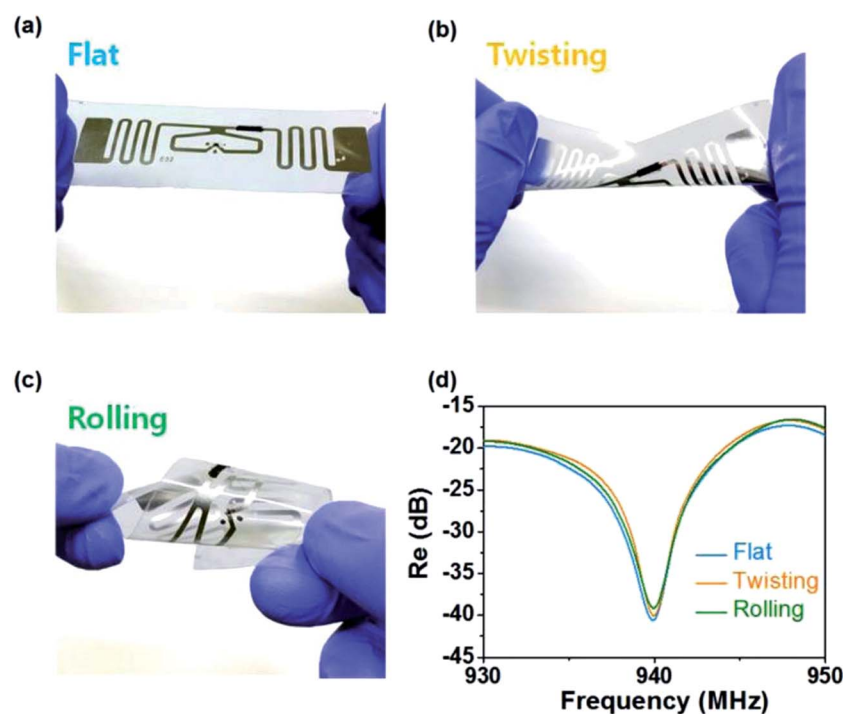 (a)
Flat
(b)
Twisting
(c)
Rolling
(d)
-15
-20
-25
-30
-35
-40
-45
Re (dB)
Flat
Twisting
Rolling
930
940
950
Frequency (MHz)